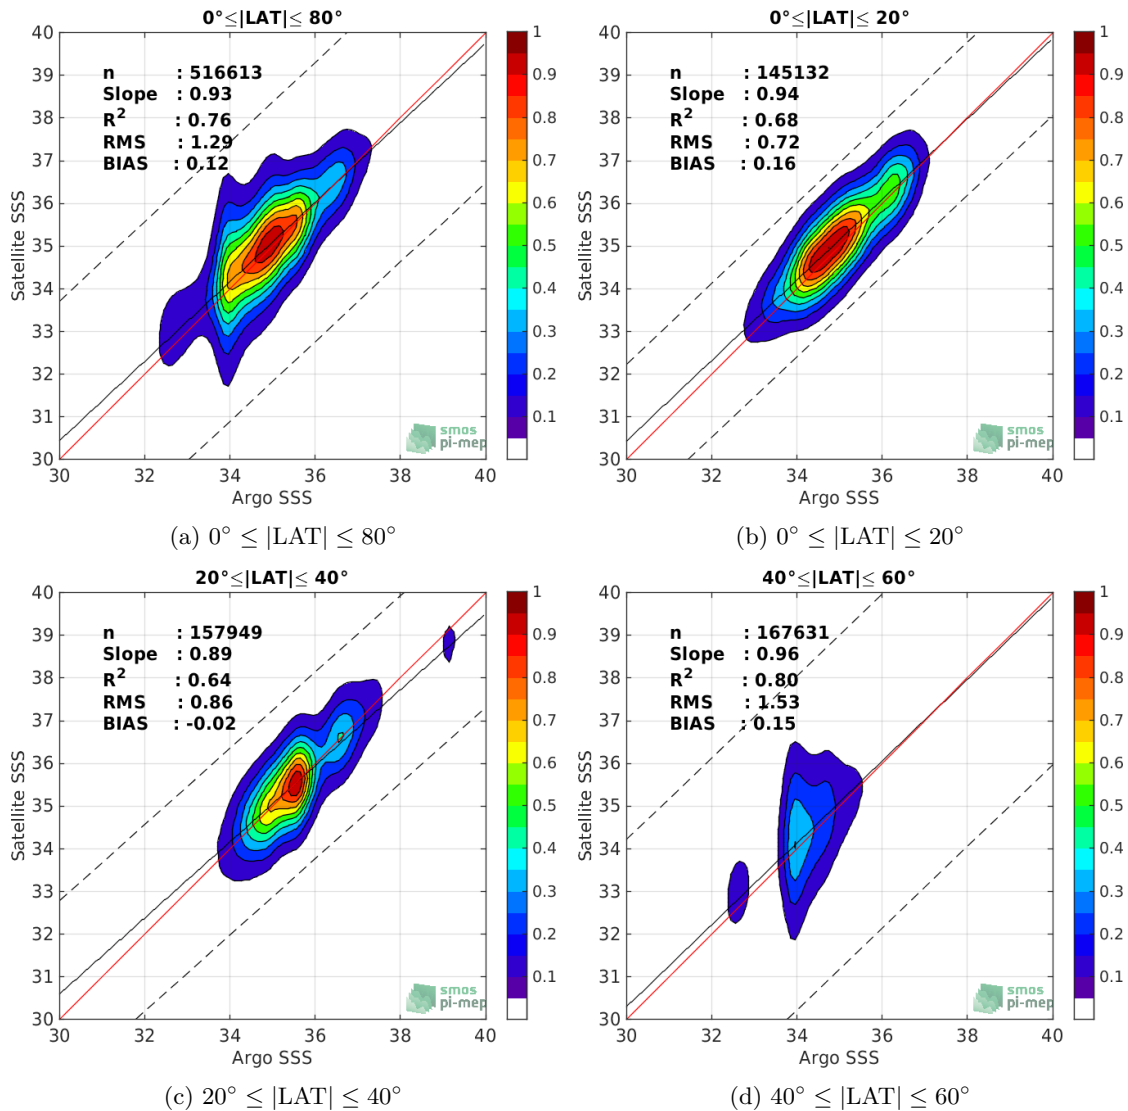 0°≤|LAT|≤ 80°
n : 516613
Slope : 0.93
R² : 0.76
RMS : 1.29
BIAS : 0.12
40
39
38
37
36
35
34
33
32
31
30
30 32 34 36 38 40
Satellite SSS
Argo SSS
1
0.9
0.8
0.7
0.6
0.5
0.4
0.3
0.2
0.1
smos
pi-mep
(a) 0° ≤ |LAT| ≤ 80°
0°≤|LAT|≤ 20°
n : 145132
Slope : 0.94
R² : 0.68
RMS : 0.72
BIAS : 0.16
40
39
38
37
36
35
34
33
32
31
30
30 32 34 36 38 40
Satellite SSS
Argo SSS
1
0.9
0.8
0.7
0.6
0.5
0.4
0.3
0.2
0.1
smos
pi-mep
(b) 0° ≤ |LAT| ≤ 20°
20°≤|LAT|≤ 40°
n : 157949
Slope : 0.89
R² : 0.64
RMS : 0.86
BIAS : -0.02
40
39
38
37
36
35
34
33
32
31
30
30 32 34 36 38 40
Satellite SSS
Argo SSS
1
0.9
0.8
0.7
0.6
0.5
0.4
0.3
0.2
0.1
smos
pi-mep
(c) 20° ≤ |LAT| ≤ 40°
40°≤|LAT|≤ 60°
n : 167631
Slope : 0.96
R² : 0.80
RMS : 1.53
BIAS : 0.15
40
39
38
37
36
35
34
33
32
31
30
30 32 34 36 38 40
Satellite SSS
Argo SSS
1
0.9
0.8
0.7
0.6
0.5
0.4
0.3
0.2
0.1
smos
pi-mep
(d) 40° ≤ |LAT| ≤ 60°